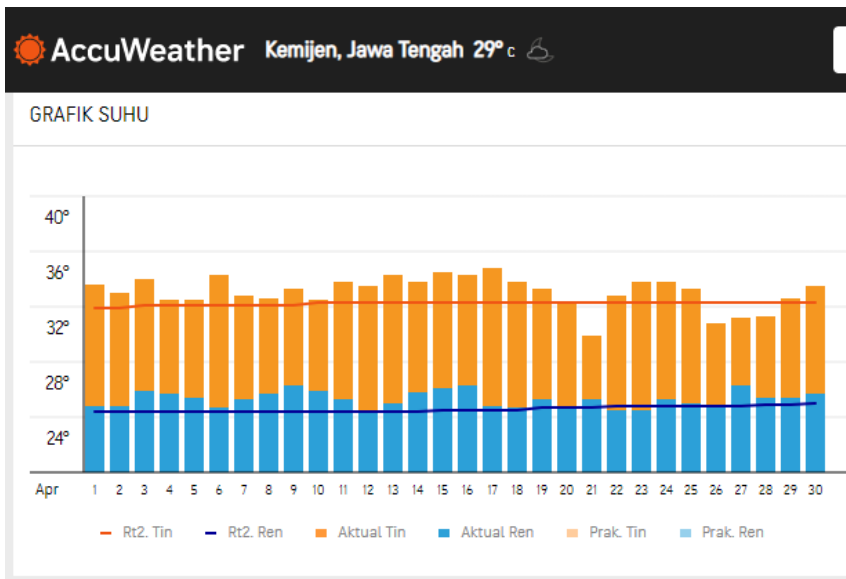 AccuWeather Kemijen, Jawa Tengah 29° c
GRAFIK SUHU
40°
36°
32°
28°
24°
Apr 1 2 3 4 5 6 7 8 9 10 11 12 13 14 15 16 17 18 19 20 21 22 23 24 25 26 27 28 29 30
Rt2. Tin Rt2. Ren Aktual Tin Aktual Ren Prak. Tin Prak. Ren